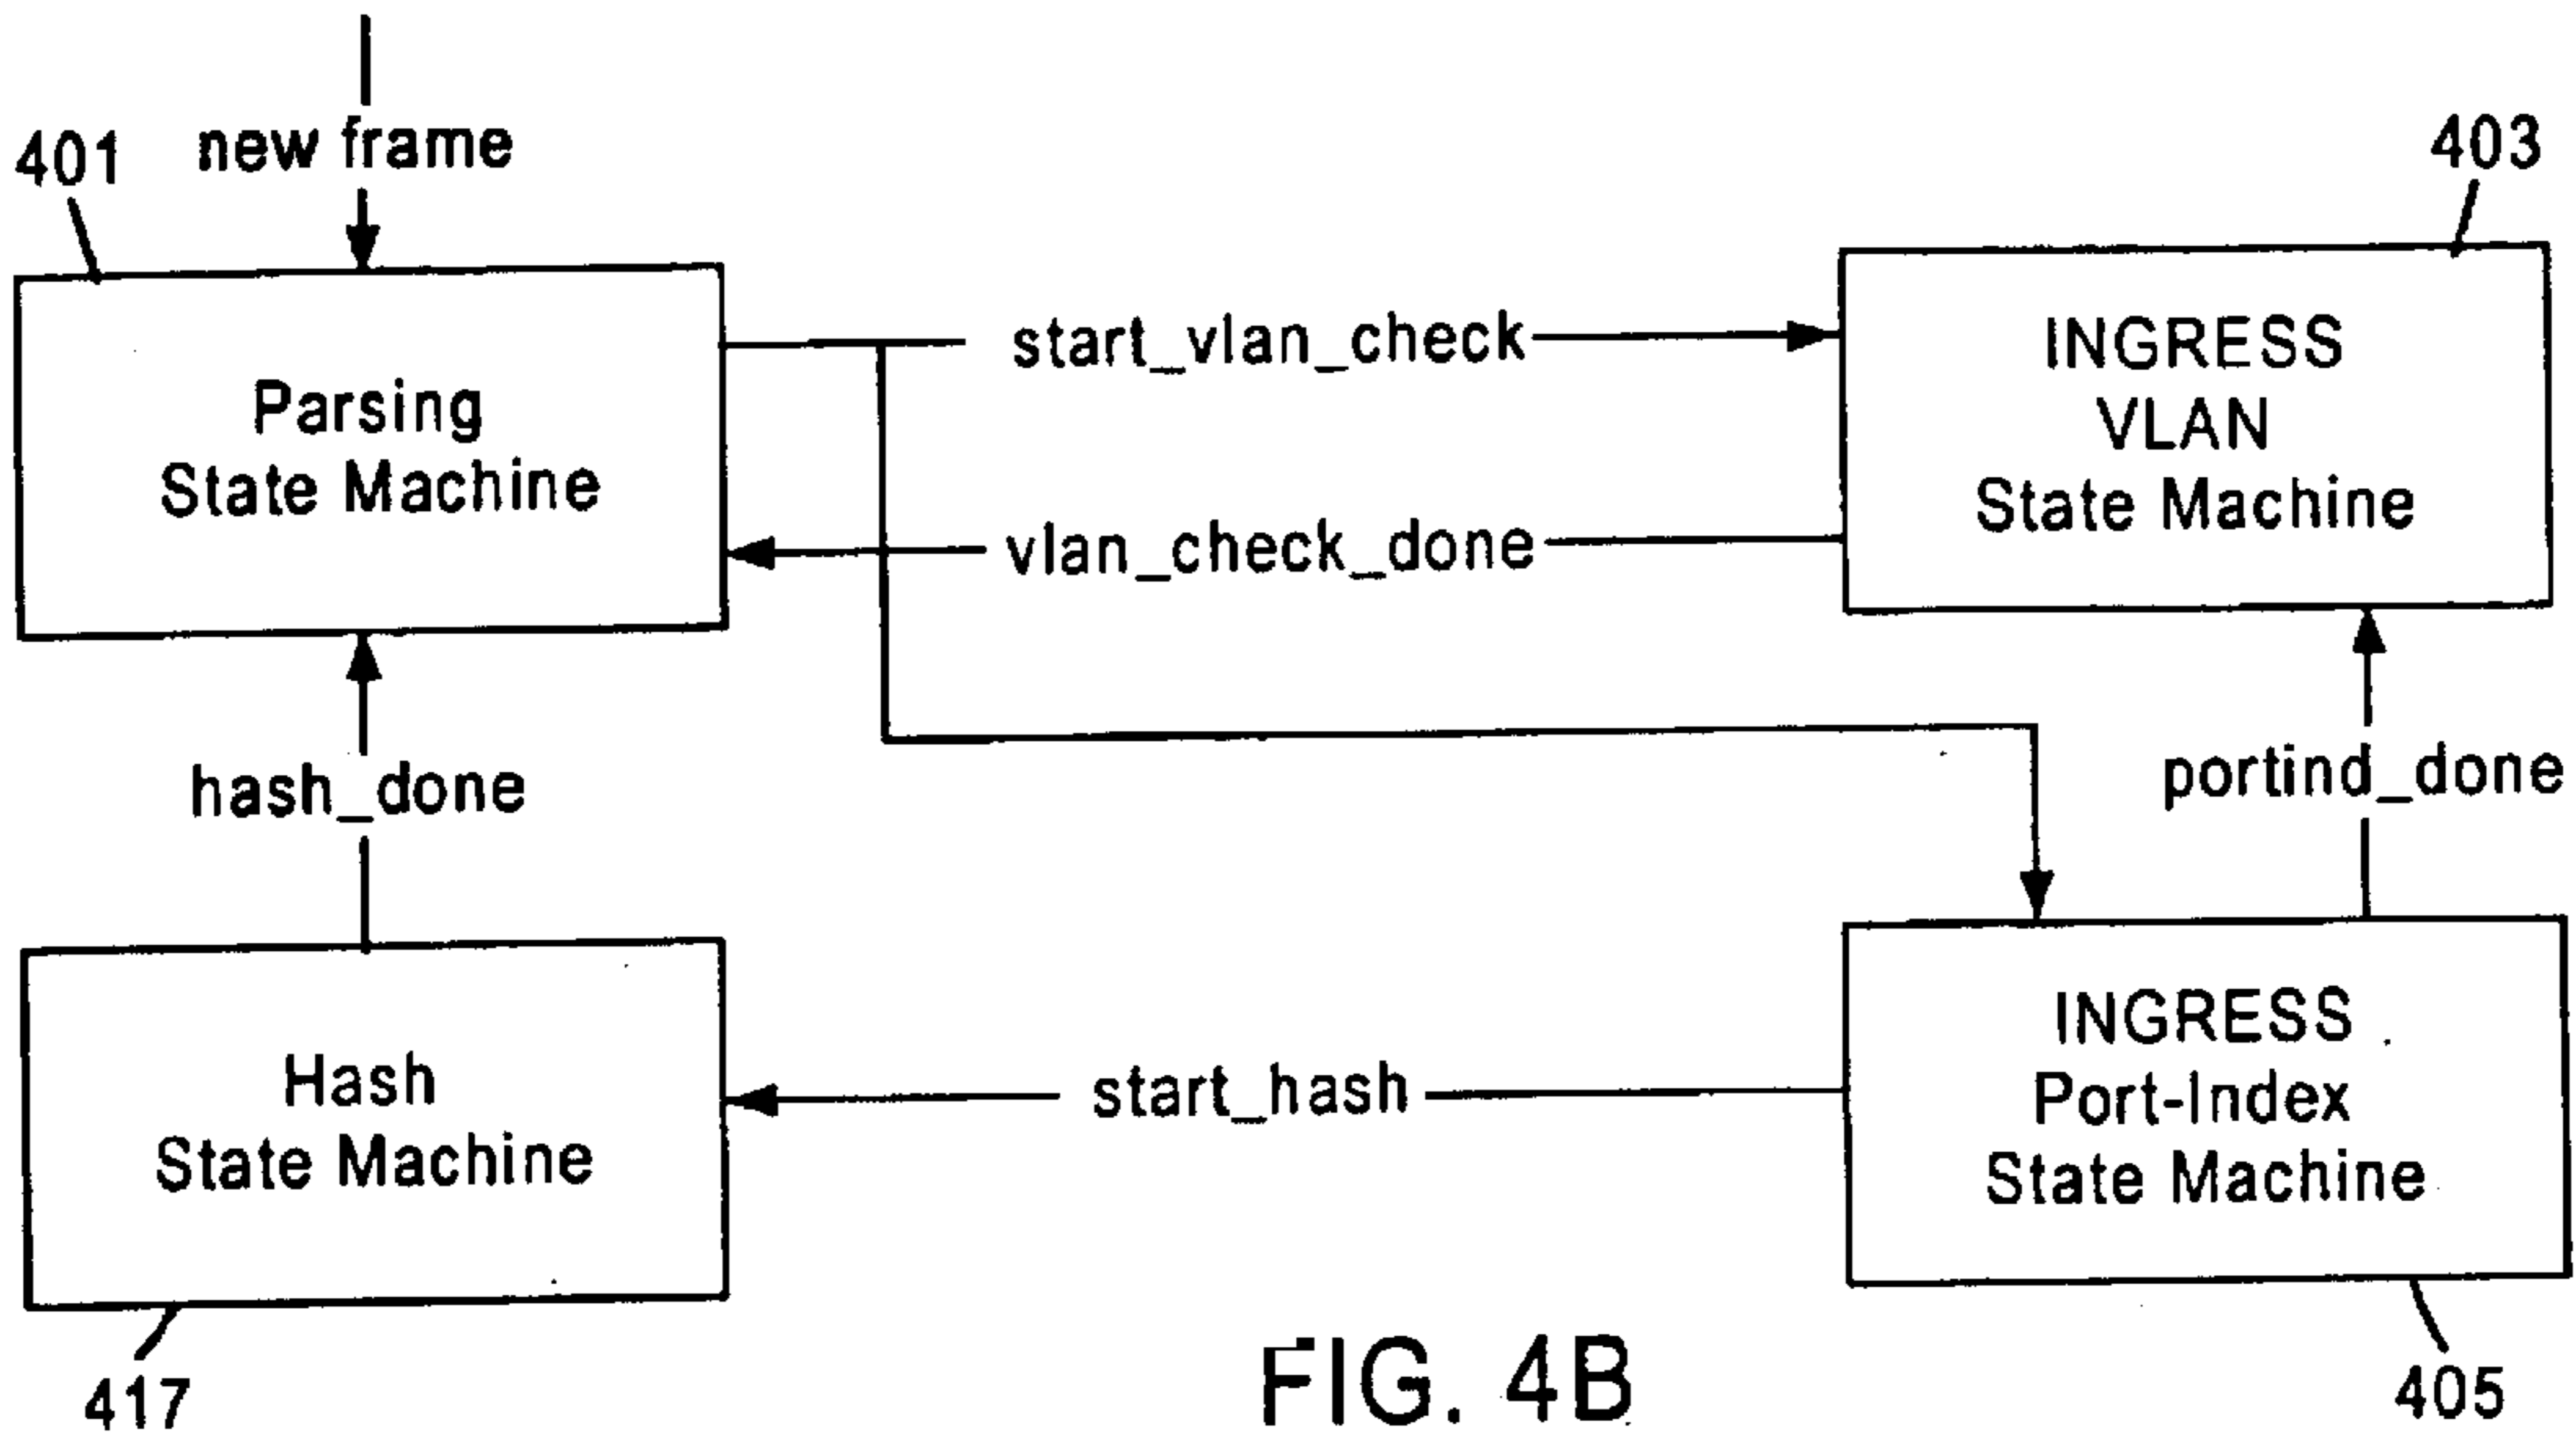 new frame
401
403
Parsing
State Machine
start_vlan_check
INGRESS
VLAN
State Machine
vlan_check_done
hash_done
portind_done
Hash
State Machine
start_hash
INGRESS
Port-Index
State Machine
417
FIG. 4B
405